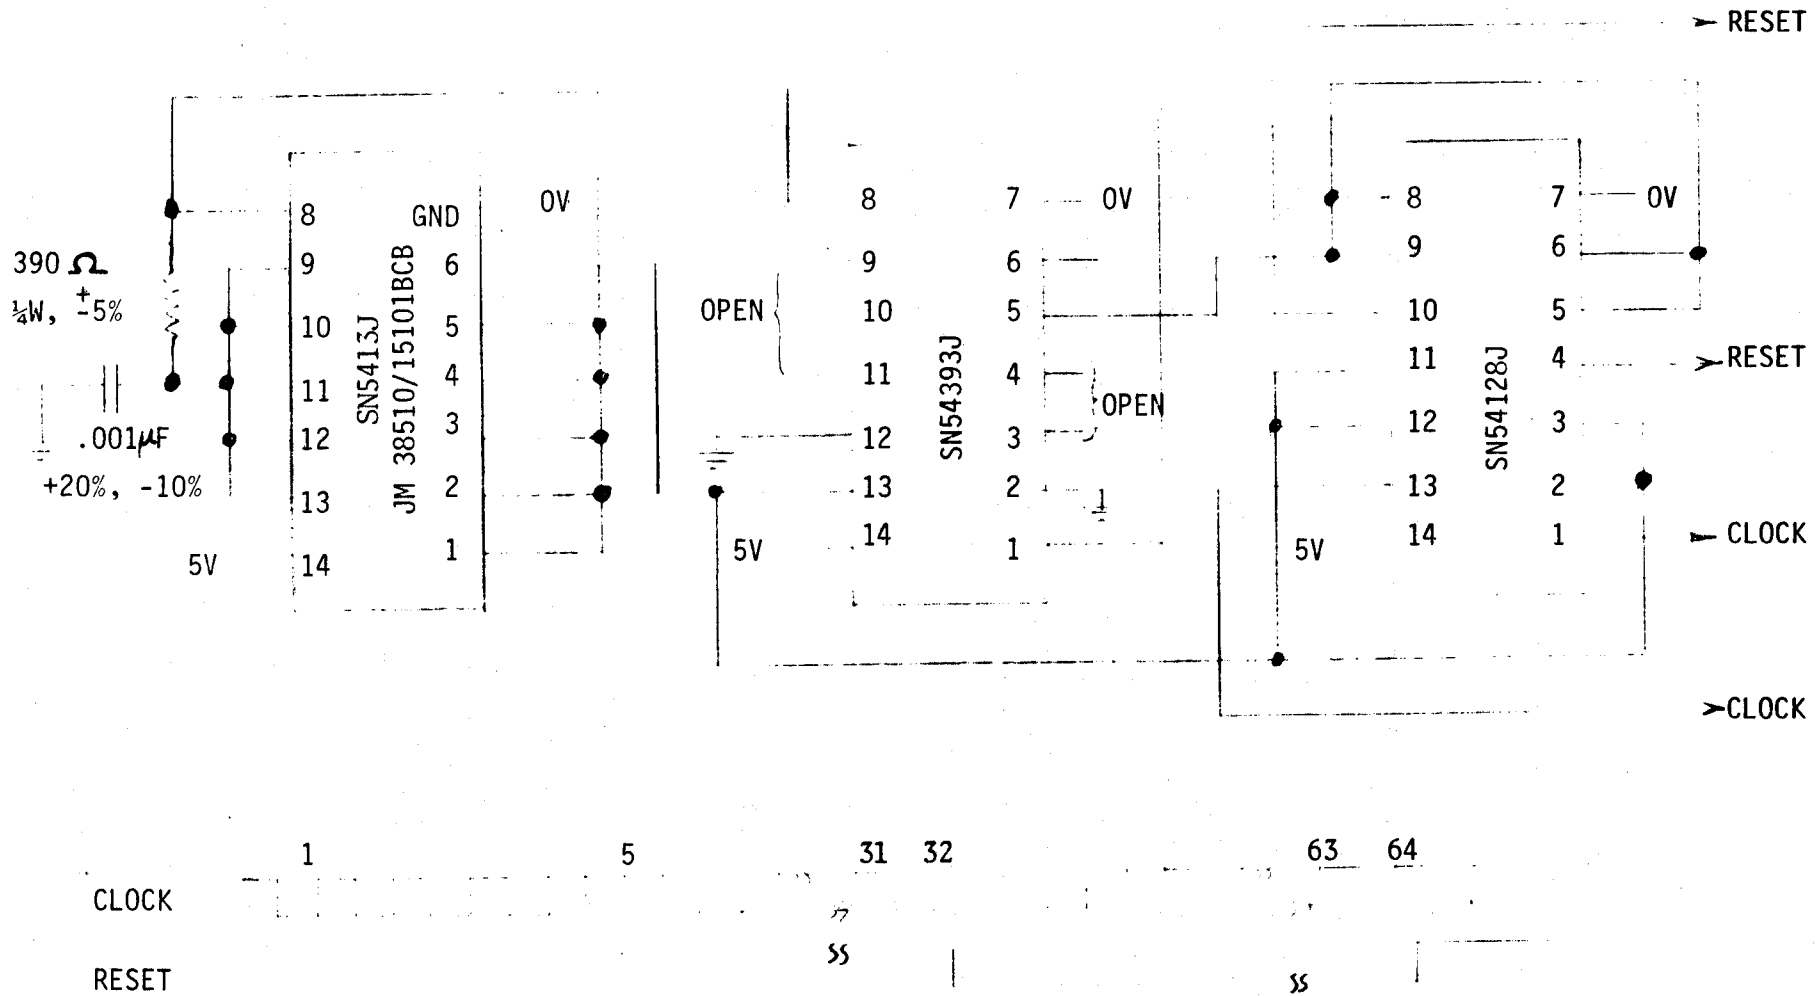 RESET
390 Ω
¼W, ±5%
.001µF
+20%, -10%
5V
8
9
10
11
12
13
14
SN5413J
JM 38510/15101BCB
GND
6
5
4
3
2
1
0V
OPEN
5V
8
9
10
11
12
13
14
SN54393J
7
6
5
4
3
2
1
0V
OPEN
5V
8
9
10
11
12
13
14
SN54128J
7
6
5
4
3
2
1
0V
RESET
CLOCK
CLOCK
1 5 31 32 63 64
CLOCK
RESET